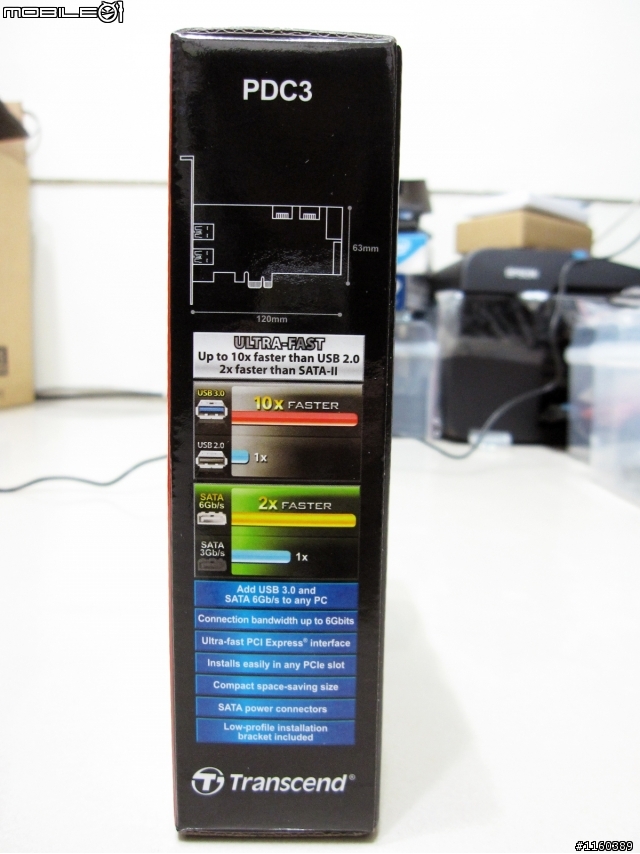 MOBILE01
PDC3
63mm
120mm
ULTRA-FAST
Up to 10x faster than USB 2.0
2x faster than SATA-II
USB 3.0
10x FASTER
USB 2.0
1x
SATA
6Gb/s
2x FASTER
SATA
3Gb/s
1x
Add USB 3.0 and
SATA 6Gb/s to any PC
Connection bandwidth up to 6Gbits
Ultra-fast PCI Express® interface
Installs easily in any PCIe slot
Compact space-saving size
SATA power connectors
Low-profile installation
bracket included
Transcend®
EPSON
#1160389